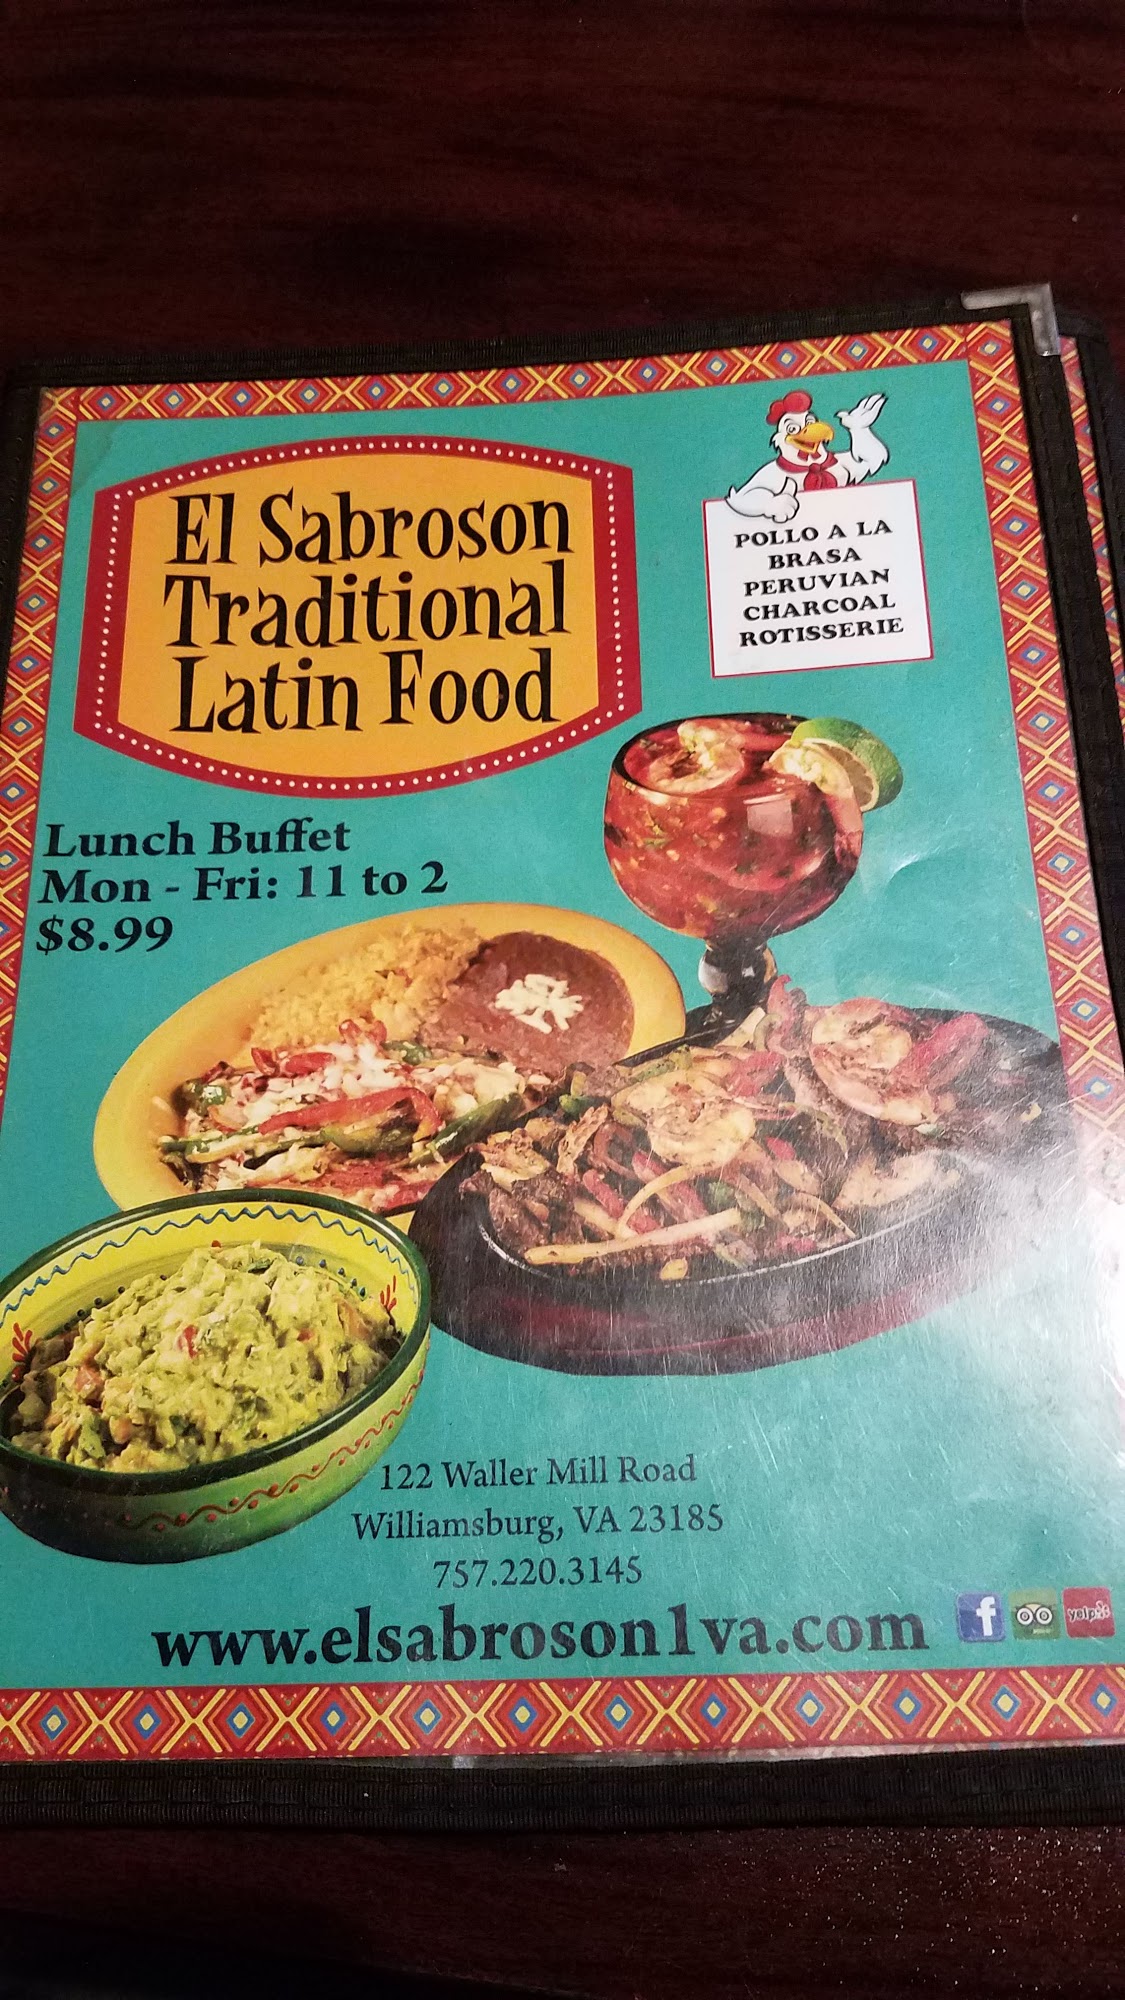 El Sabroson
Traditional
Latin Food
POLLO A LA
BRASA
PERUVIAN
CHARCOAL
ROTISSERIE
Lunch Buffet
Mon - Fri: 11 to 2
$8.99
122 Waller Mill Road
Williamsburg, VA 23185
757.220.3145
www.elsabroson1va.com
f
yelp